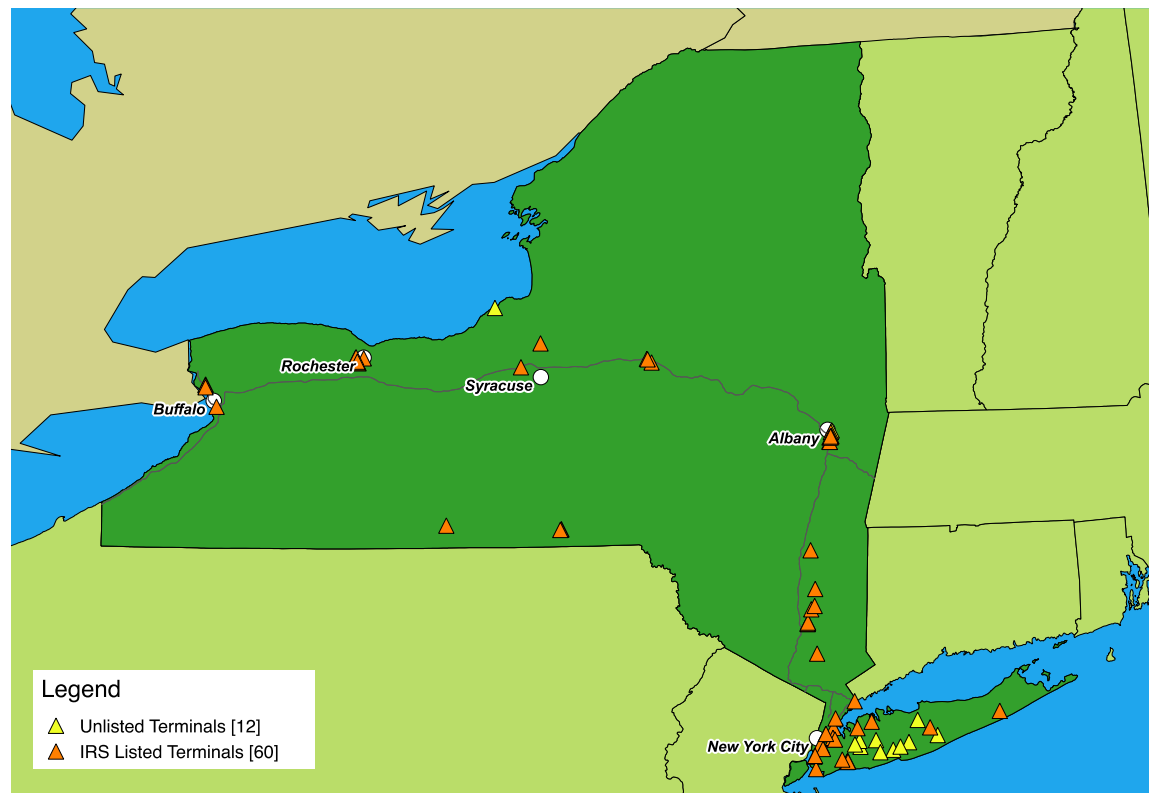 Rochester
Syracuse
Buffalo
Albany
New York City
Legend
Unlisted Terminals [12]
IRS Listed Terminals [60]